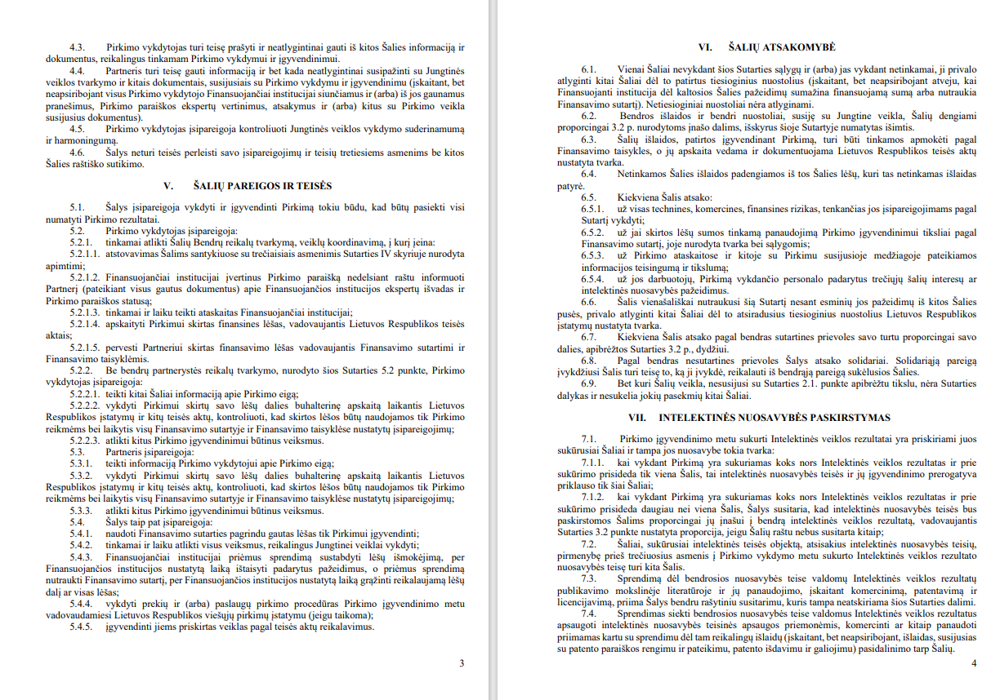 4.3. Pirkimo vykdytojas turi teisę prašyti ir neatlygintinai gauti iš kitos Šalies informaciją ir
dokumentus, reikalingus tinkamam Pirkimo vykdymui ir įgyvendinimui.
4.4. Partneris turi teisę gauti informaciją ir bet kada neatlygintinai susipažinti su Jungtinės
veiklos tvarkymo ir kitais dokumentais, susijusiais su Pirkimo vykdymu ir įgyvendinimu (įskaitant, bet
neapsiribojant visus Pirkimo vykdytojo Finansuojančiai institucijai siunčiamus ir (arba) iš jos gaunamus
pranešimus, Pirkimo paraiškos ekspertų vertinimus, atsakymus ir (arba) kitus su Pirkimo veikla
susijusius dokumentus).
4.5. Pirkimo vykdytojas įsipareigoja kontroliuoti Jungtinės veiklos vykdymo suderinamumą
ir harmoningumą.
4.6. Šalys neturi teisės perleisti savo įsipareigojimų ir teisių tretiesiems asmenims be kitos
Šalies raštiško sutikimo.
V. ŠALIŲ PAREIGOS IR TEISĖS
5.1. Šalys įsipareigoja vykdyti ir įgyvendinti Pirkimą tokiu būdu, kad būtų pasiekti visi
numatyti Pirkimo rezultatai.
5.2. Pirkimo vykdytojas įsipareigoja:
5.2.1. tinkamai atlikti Šalių Bendrų reikalų tvarkymą, veiklų koordinavimą, į kurį įeina:
5.2.1.1. atstovavimas Šalims santykiuose su trečiaisiais asmenimis Sutarties IV skyriuje nurodyta
apimtimi;
5.2.1.2. Finansuojančiai institucijai įvertinus Pirkimo paraišką nedelsiant raštu informuoti
Partnerį (pateikiant visus gautus dokumentus) apie Finansuojančios institucijos ekspertų išvadas ir
Pirkimo paraiškos statusą;
5.2.1.3. tinkamai ir laiku teikti ataskaitas Finansuojančiai institucijai;
5.2.1.4. apskaityti Pirkimui skirtas finansines lėšas, vadovaujantis Lietuvos Respublikos teisės
aktais;
5.2.1.5. pervesti Partneriui skirtas finansavimo lėšas vadovaujantis Finansavimo sutartimi ir
Finansavimo taisyklėmis.
5.2.2. Be bendrų partnerystės reikalų tvarkymo, nurodyto šios Sutarties 5.2 punkte, Pirkimo
vykdytojas įsipareigoja:
5.2.2.1. teikti kitai Šaliai informaciją apie Pirkimo eigą;
5.2.2.2. vykdyti Pirkimui skirtų savo lėšų dalies buhalterinę apskaitą laikantis Lietuvos
Respublikos įstatymų ir kitų teisės aktų, kontroliuoti, kad skirtos lėšos būtų naudojamos tik Pirkimo
reikmėms bei laikytis visų Finansavimo sutartyje ir Finansavimo taisyklėse nustatytų įsipareigojimų;
5.2.2.3. atlikti kitus Pirkimo įgyvendinimui būtinus veiksmus.
5.3. Partneris įsipareigoja:
5.3.1. teikti informaciją Pirkimo vykdytojui apie Pirkimo eigą;
5.3.2. vykdyti Pirkimui skirtų savo lėšų dalies buhalterinę apskaitą laikantis Lietuvos
Respublikos įstatymų ir kitų teisės aktų, kontroliuoti, kad skirtos lėšos būtų naudojamos tik Pirkimo
reikmėms bei laikytis visų Finansavimo sutartyje ir Finansavimo taisyklėse nustatytų įsipareigojimų;
5.3.3. atlikti kitus Pirkimo įgyvendinimui būtinus veiksmus.
5.4. Šalys taip pat įsipareigoja:
5.4.1. naudoti Finansavimo sutarties pagrindu gautas lėšas tik Pirkimui įgyvendinti;
5.4.2. tinkamai ir laiku atlikti visus veiksmus, reikalingus Jungtinei veiklai vykdyti;
5.4.3. Finansuojančiai institucijai priėmus sprendimą sustabdyti lėšų išmokėjimą, per
Finansuojančios institucijos nustatytą laiką ištaisyti padarytus pažeidimus, o priėmus sprendimą
nutraukti Finansavimo sutartį, per Finansuojančios institucijos nustatytą laiką grąžinti reikalaujamą lėšų
dalį ar visas lėšas;
5.4.4. vykdyti prekių ir (arba) paslaugų pirkimo procedūras Pirkimo įgyvendinimo metu
vadovaudamiesi Lietuvos Respublikos viešųjų pirkimų įstatymu (jeigu taikoma);
5.4.5. įgyvendinti jiems priskirtas veiklas pagal teisės aktų reikalavimus.
3
VI. ŠALIŲ ATSAKOMYBĖ
6.1. Vienai Šaliai nevykdant šios Sutarties sąlygų ir (arba) jas vykdant netinkamai, ji privalo
atlyginti kitai Šaliai dėl to patirtus tiesioginius nuostolius (įskaitant, bet neapsiribojant atveju, kai
Finansuojanti institucija dėl kaltosios Šalies pažeidimų sumažina finansuojamą sumą arba nutraukia
Finansavimo sutartį). Netiesioginiai nuostoliai nėra atlyginami.
6.2. Bendros išlaidos ir bendri nuostoliai, susiję su Jungtine veikla, Šalių dengiami
proporcingai 3.2 p. nurodytoms įnašo dalims, išskyrus šioje Sutartyje numatytas išimtis.
6.3. Šalių išlaidos, patirtos įgyvendinant Pirkimą, turi būti tinkamos apmokėti pagal
Finansavimo taisykles, o jų apskaita vedama ir dokumentuojama Lietuvos Respublikos teisės aktų
nustatyta tvarka.
6.4. Netinkamos Šalies išlaidos padengiamos iš tos Šalies lėšų, kuri tas netinkamas išlaidas
patyrė.
6.5. Kiekviena Šalis atsako:
6.5.1. už visas technines, komercines, finansines rizikas, tenkančias jos įsipareigojimams pagal
Sutartį vykdyti;
6.5.2. už jai skirtos lėšų sumos tinkamą panaudojimą Pirkimo įgyvendinimui tiksliai pagal
Finansavimo sutartį, joje nurodyta tvarka bei sąlygomis;
6.5.3. už Pirkimo ataskaitose ir kitoje su Pirkimu susijusioje medžiagoje pateikiamos
informacijos teisingumą ir tikslumą;
6.5.4. už jos darbuotojų, Pirkimą vykdančio personalo padarytus trečiųjų šalių interesų ar
intelektinės nuosavybės pažeidimus.
6.6. Šalis vienašališkai nutraukusi šią Sutartį nesant esminių jos pažeidimų iš kitos Šalies
pusės, privalo atlyginti kitai Šaliai dėl to atsiradusius tiesioginius nuostolius Lietuvos Respublikos
įstatymų nustatyta tvarka.
6.7. Kiekviena Šalis atsako pagal bendras sutartines prievoles savo turtu proporcingai savo
dalies, apibrėžtos Sutarties 3.2 p., dydžiui.
6.8. Pagal bendras nesutartines prievoles Šalys atsako solidariai. Solidariąją pareigą
įvykdžiusi Šalis turi teisę to, ką ji įvykdė, reikalauti iš bendrąją pareigą sukėlusios Šalies.
6.9. Bet kuri Šalių veikla, nesusijusi su Sutarties 2.1. punkte apibrėžtu tikslu, nėra Sutarties
dalykas ir nesukelia jokių pasekmių kitai Šaliai.
VII. INTELEKTINĖS NUOSAVYBĖS PASKIRSTYMAS
7.1. Pirkimo įgyvendinimo metu sukurti Intelektinės veiklos rezultatai yra priskiriami juos
sukūrusiai Šaliai ir tampa jos nuosavybe tokia tvarka:
7.1.1. kai vykdant Pirkimą yra sukuriamas koks nors Intelektinės veiklos rezultatas ir prie
sukūrimo prisideda tik viena Šalis, tai intelektinės nuosavybės teisės ir jų įgyvendinimo prerogatyva
priklauso tik šiai Šaliai;
7.1.2. kai vykdant Pirkimą yra sukuriamas koks nors Intelektinės veiklos rezultatas ir prie
sukūrimo prisideda daugiau nei viena Šalis, Šalys susitaria, kad intelektinės nuosavybės teisės bus
paskirstomos Šalims proporcingai jų įnašui į bendrą intelektinės veiklos rezultatą, vadovaujantis
Sutarties 3.2 punkte nustatyta proporcija, jeigu Šalių raštu nebus susitarta kitaip;
7.2. Šaliai, sukūrusiai intelektinės teisės objektą, atsisakius intelektinės nuosavybės teisių,
pirmenybę prieš trečiuosius asmenis į Pirkimo vykdymo metu sukurto Intelektinės veiklos rezultato
nuosavybės teisę turi kita Šalis.
7.3. Sprendimą dėl bendrosios nuosavybės teise valdomų Intelektinės veiklos rezultatų
publikavimo mokslinėje literatūroje ir jų panaudojimo, įskaitant komercinimą, patentavimą ir
licencijavimą, priima Šalys bendru rašytiniu susitarimu, kuris tampa neatskiriama šios Sutarties dalimi.
7.4. Sprendimas siekti bendrosios nuosavybės teise valdomus Intelektinės veiklos rezultatus
apsaugoti intelektinės nuosavybės teisinės apsaugos priemonėmis, komercinti ar kitaip panaudoti
priimamas kartu su sprendimu dėl tam reikalingų išlaidų (įskaitant, bet neapsiribojant, išlaidas, susijusias
su patento paraiškos rengimu ir pateikimu, patento išdavimu ir galiojimu) pasidalinimo tarp Šalių.
4